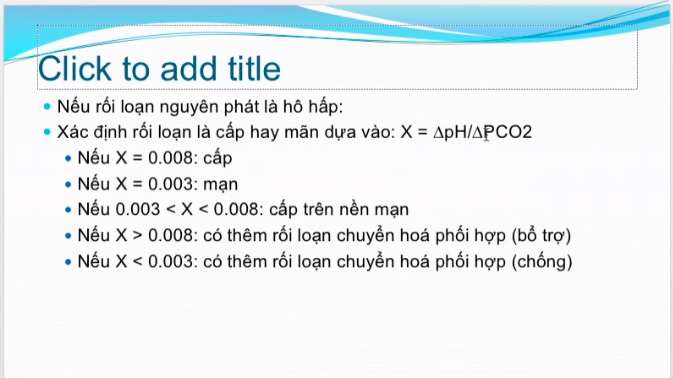 Click to add title
Nếu rối loạn nguyên phát là hô hấp:
Xác định rối loạn là cấp hay mãn dựa vào: X = ∆pH/∆PCO2
Nếu X = 0.008: cấp
Nếu X = 0.003: mạn
Nếu 0.003 < X < 0.008: cấp trên nền mạn
Nếu X > 0.008: có thêm rối loạn chuyển hoá phối hợp (bổ trợ)
Nếu X < 0.003: có thêm rối loạn chuyển hoá phối hợp (chống)